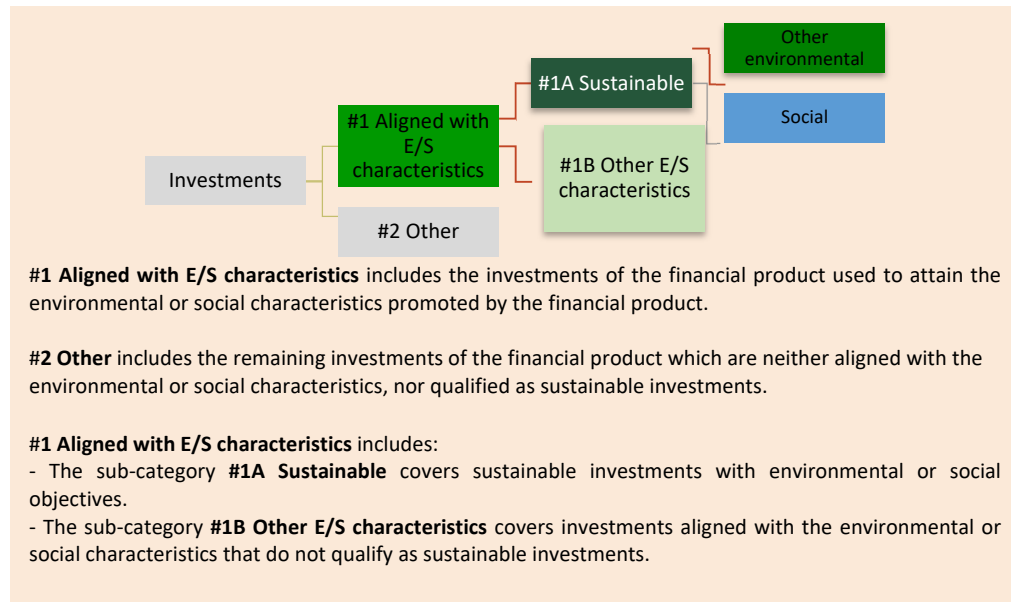 Other
environmental
#1A Sustainable
Social
#1 Aligned with
E/S
characteristics
#1B Other E/S
characteristics
Investments
#2 Other
#1 Aligned with E/S characteristics includes the investments of the financial product used to attain the
environmental or social characteristics promoted by the financial product.
#2 Other includes the remaining investments of the financial product which are neither aligned with the
environmental or social characteristics, nor qualified as sustainable investments.
#1 Aligned with E/S characteristics includes:
- The sub-category #1A Sustainable covers sustainable investments with environmental or social
objectives.
- The sub-category #1B Other E/S characteristics covers investments aligned with the environmental or
social characteristics that do not qualify as sustainable investments.